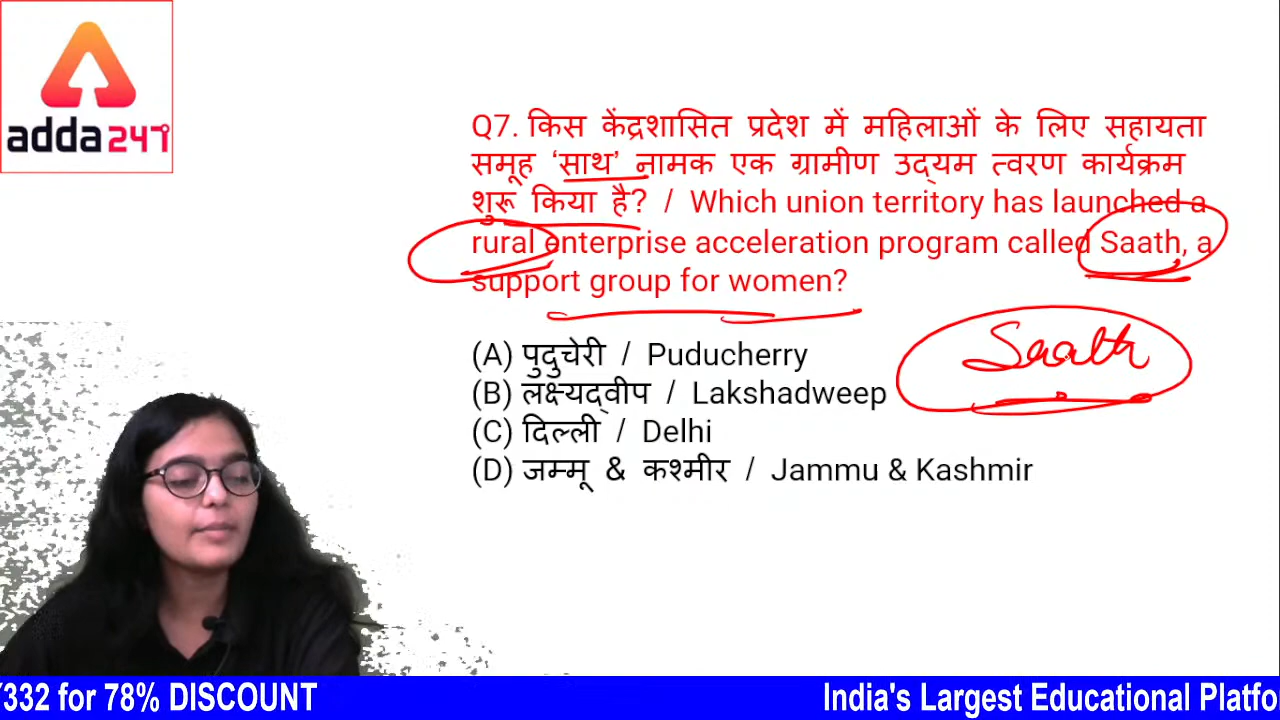 adda247
Q7. किस केंद्रशासित प्रदेश में महिलाओं के लिए सहायता
समूह ‘साथ’ नामक एक ग्रामीण उद्यम त्वरण कार्यक्रम
शुरू किया है? / Which union territory has launched a
rural enterprise acceleration program called Saath, a
support group for women?
Saath
(A) पुदुचेरी / Puducherry
(B) लक्ष्यद्वीप / Lakshadweep
(C) दिल्ली / Delhi
(D) जम्मू & कश्मीर / Jammu & Kashmir
Y332 for 78% DISCOUNT India's Largest Educational Platfo